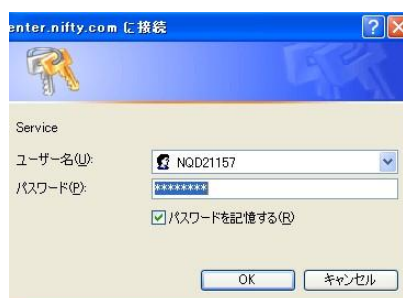 enter.nifty.com に接続
Service
ユーザー名(U):
NQD21157
パスワード(P):
********
パスワードを記憶する(R)
OK
キャンセル